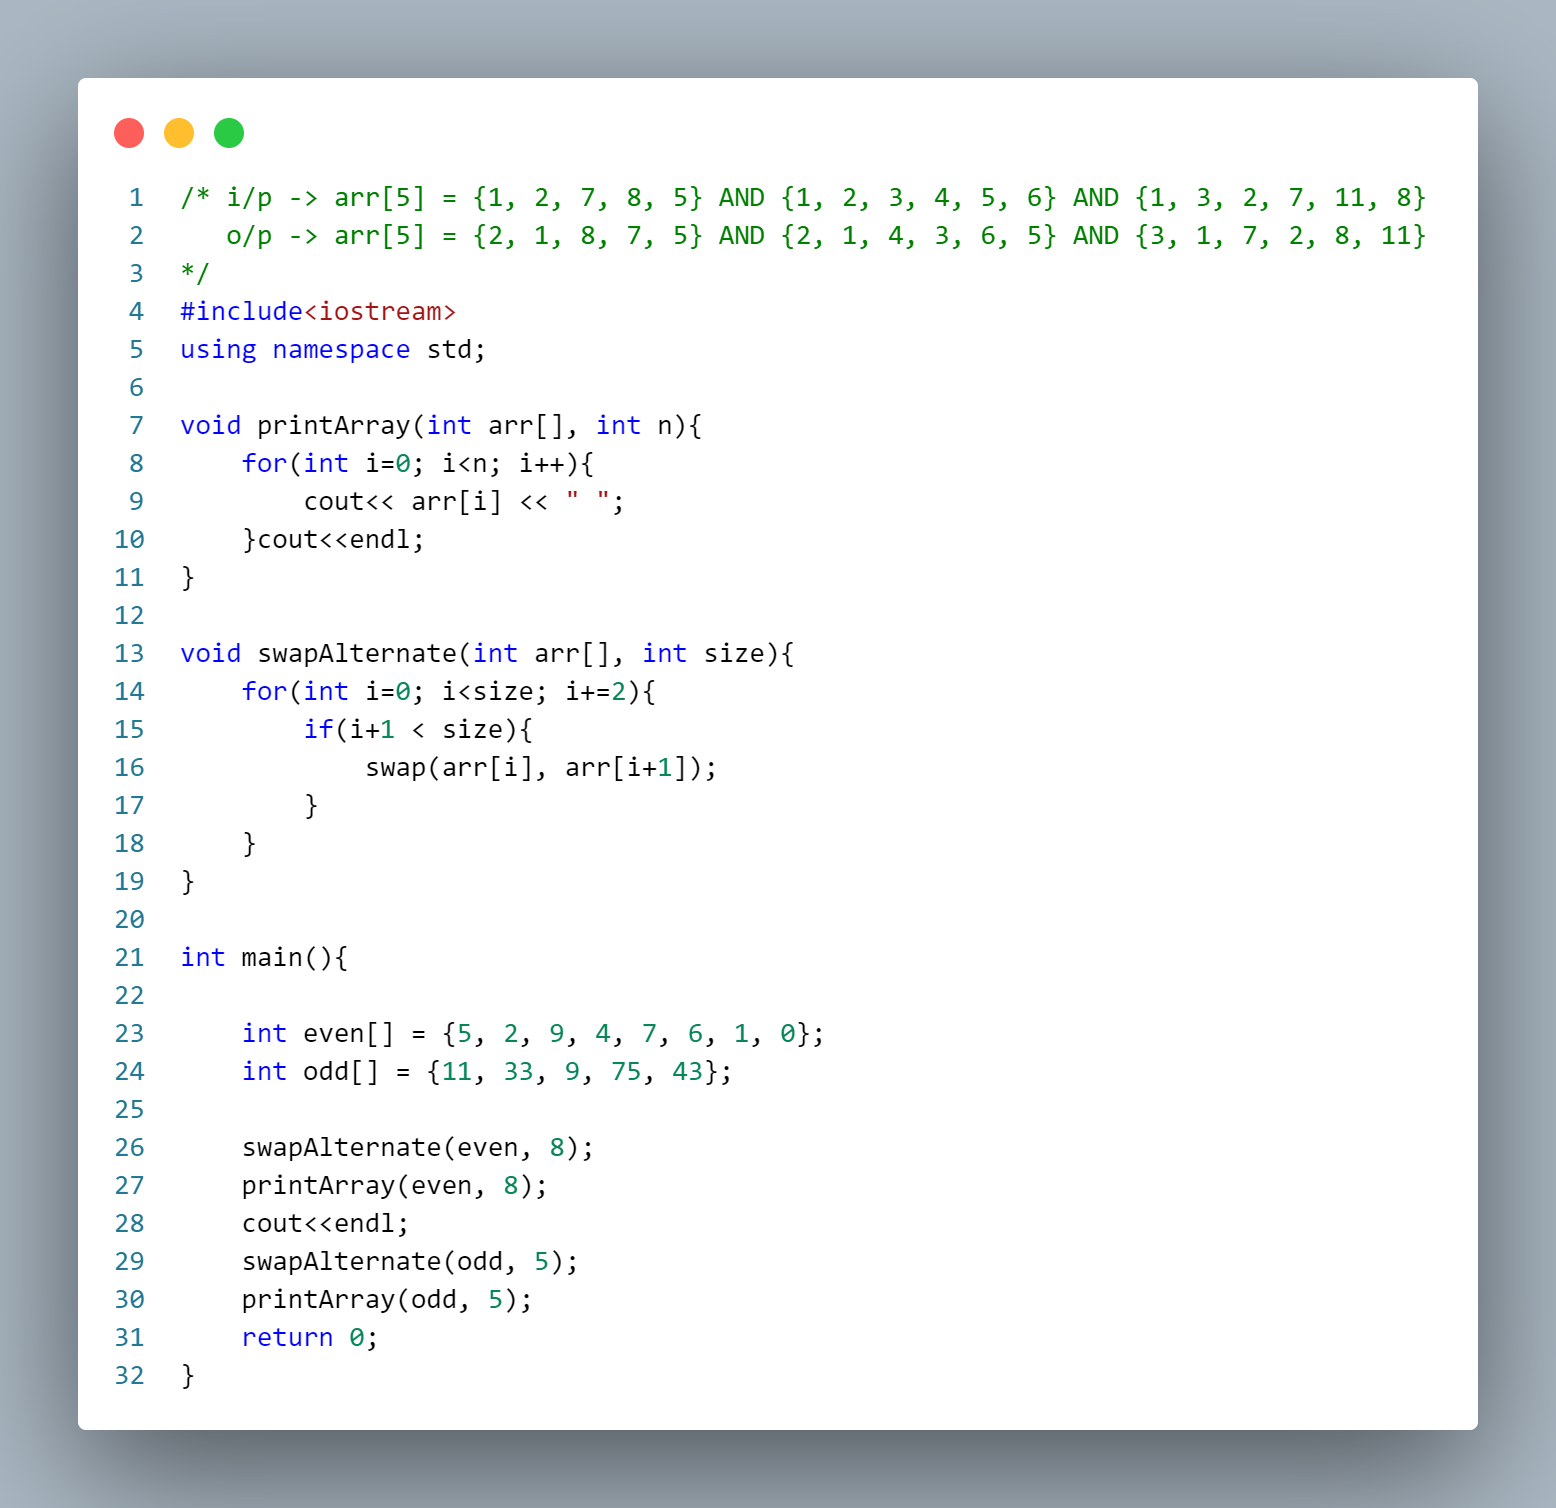 1 /* i/p -> arr[5] = {1, 2, 7, 8, 5} AND {1, 2, 3, 4, 5, 6} AND {1, 3, 2, 7, 11, 8}
2    o/p -> arr[5] = {2, 1, 8, 7, 5} AND {2, 1, 4, 3, 6, 5} AND {3, 1, 7, 2, 8, 11}
3 */
4 #include<iostream>
5 using namespace std;
6
7 void printArray(int arr[], int n){
8     for(int i=0; i<n; i++){
9         cout<< arr[i] << " ";
10     }cout<<endl;
11 }
12
13 void swapAlternate(int arr[], int size){
14     for(int i=0; i<size; i+=2){
15         if(i+1 < size){
16             swap(arr[i], arr[i+1]);
17         }
18     }
19 }
20
21 int main(){
22
23     int even[] = {5, 2, 9, 4, 7, 6, 1, 0};
24     int odd[] = {11, 33, 9, 75, 43};
25
26     swapAlternate(even, 8);
27     printArray(even, 8);
28     cout<<endl;
29     swapAlternate(odd, 5);
30     printArray(odd, 5);
31     return 0;
32 }